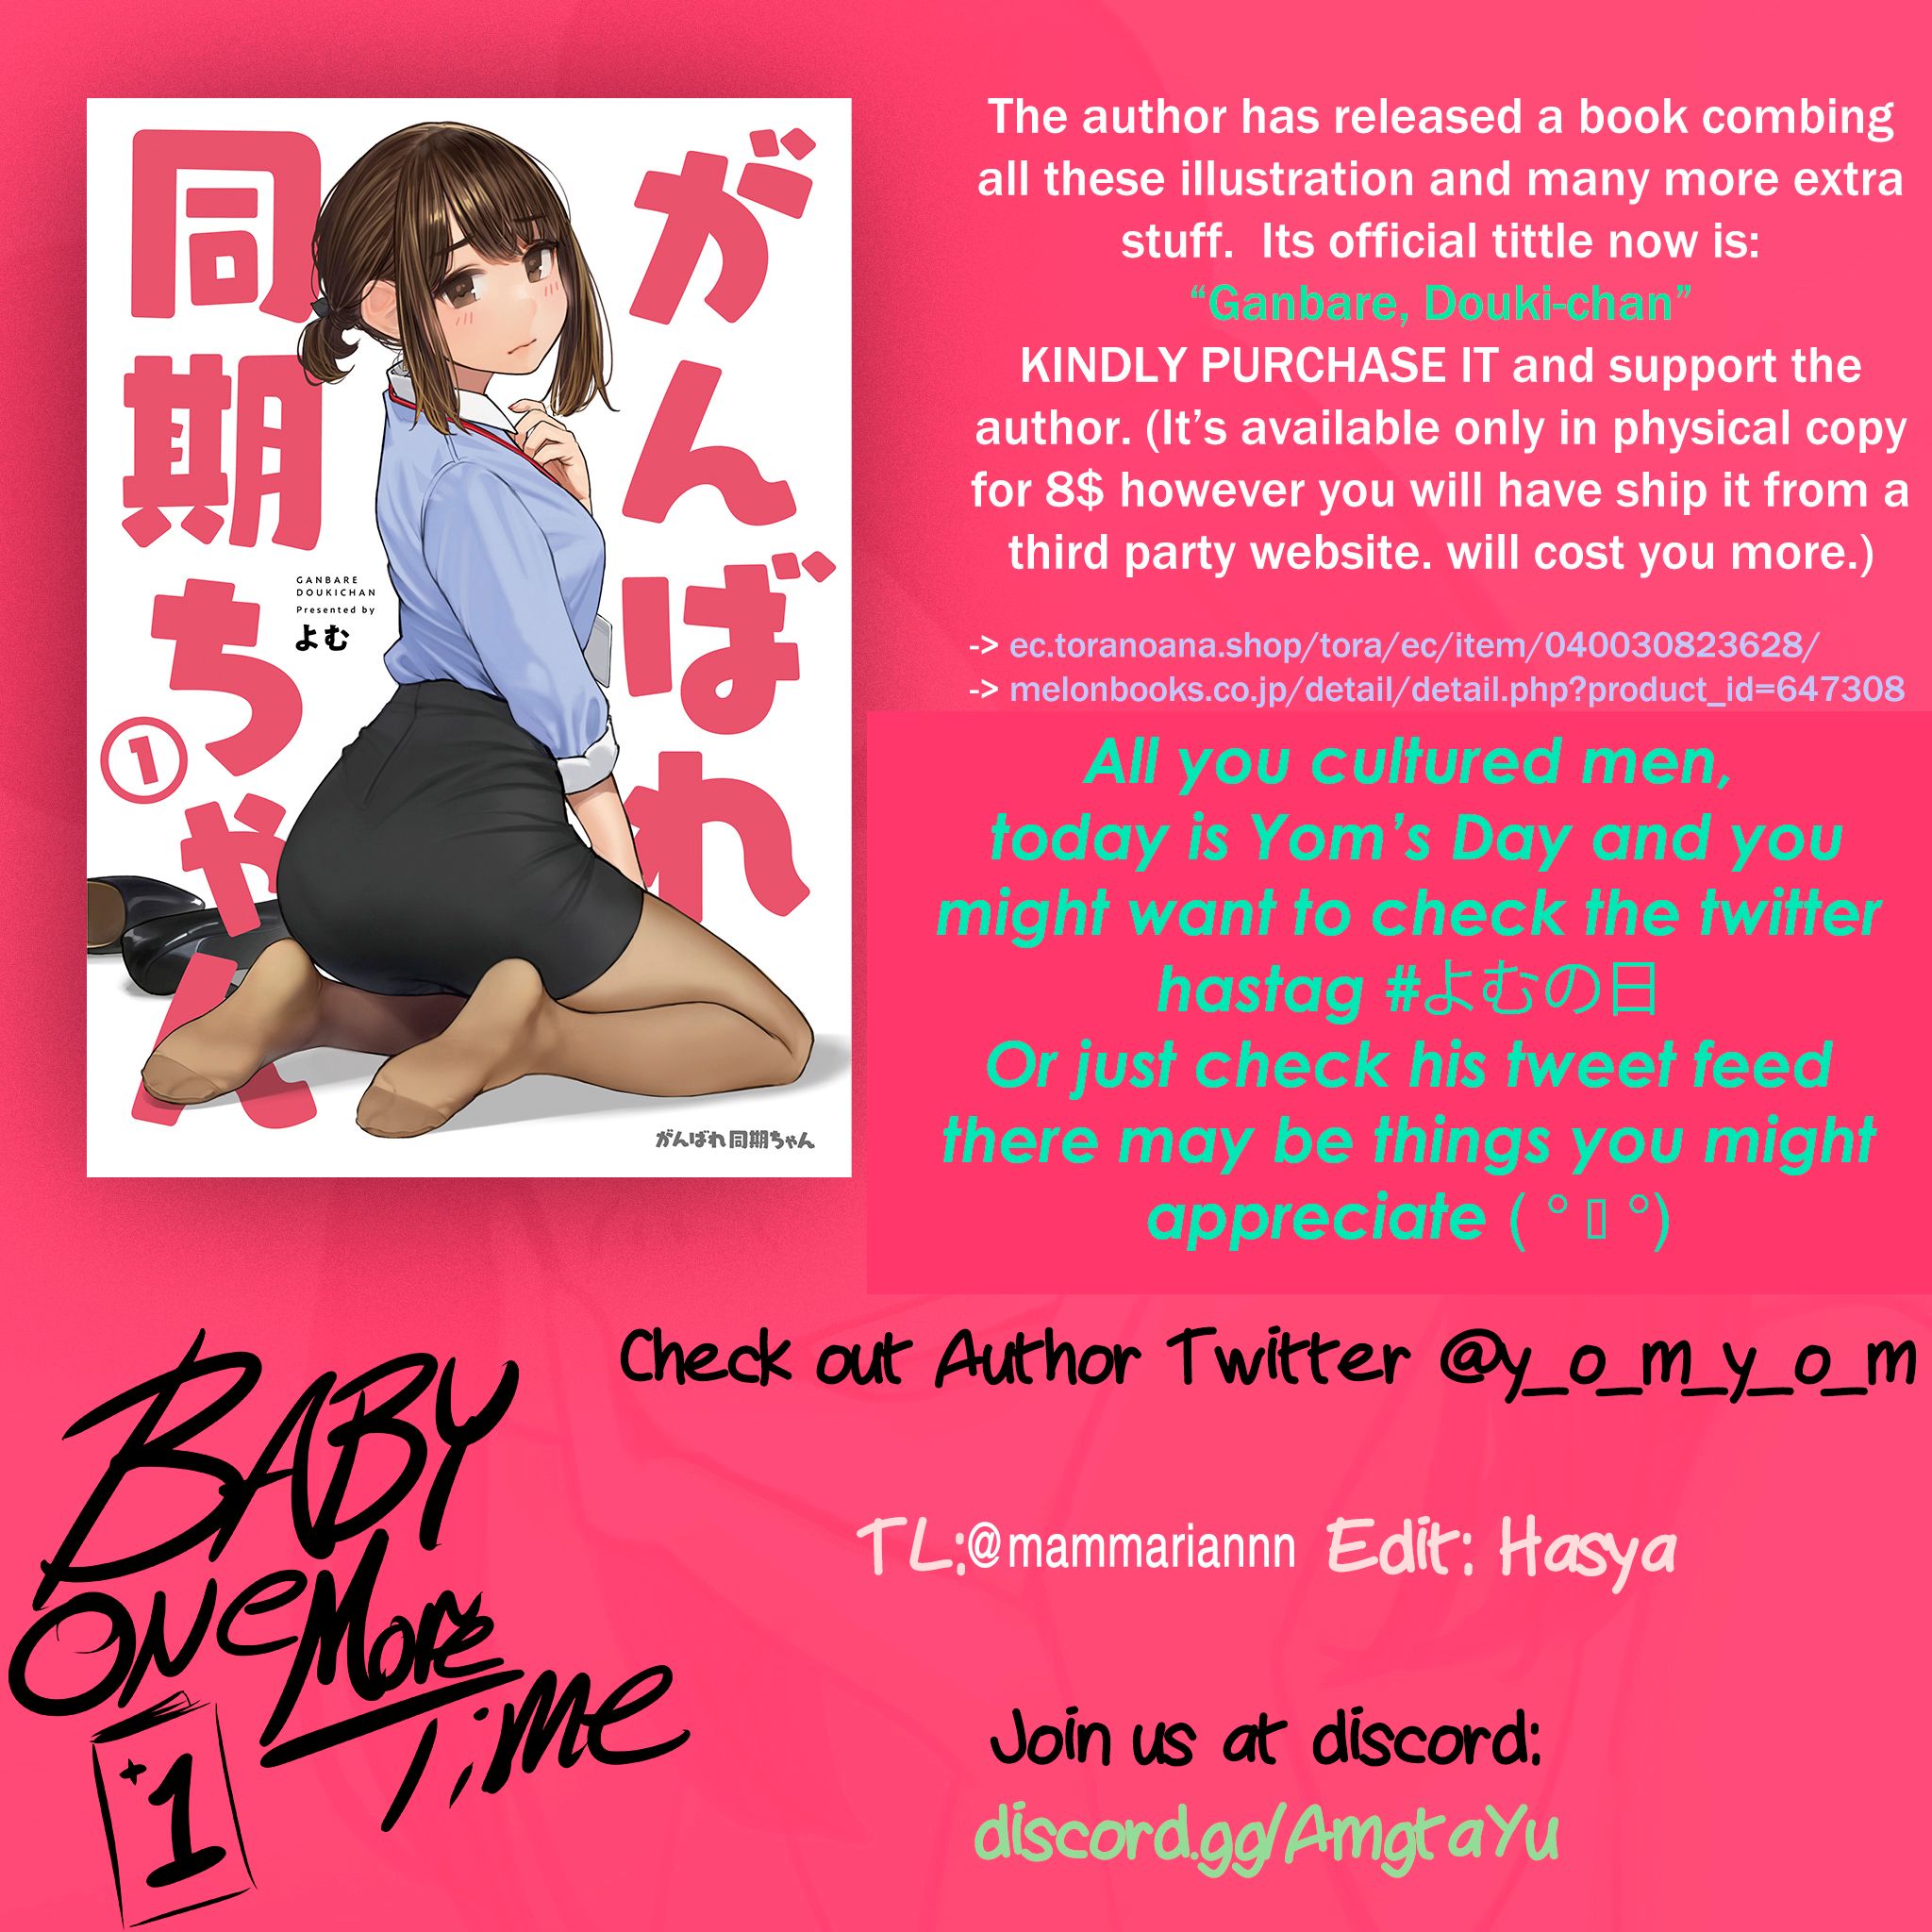 がんばれ
同期ちゃん
①
GANBARE
DOUKICHAN
Presented by
よむ
がんばれ同期ちゃん
The author has released a book combing
all these illustration and many more extra
stuff.  Its official tittle now is:
“Ganbare, Douki-chan”
KINDLY PURCHASE IT and support the
author. (It’s available only in physical copy
for 8$ however you will have ship it from a
third party website. will cost you more.)
-> ec.toranoana.shop/tora/ec/item/040030823628/
-> melonbooks.co.jp/detail/detail.php?product_id=647308
All you cultured men,
today is Yom’s Day and you
might want to check the twitter
hastag #よむの日
Or just check his tweet feed
there may be things you might
appreciate ( ° ▯ °)
Check out Author Twitter @y_o_m_y_o_m
BABY
ONE MORE
TIME
+1
TL:@mammariannn Edit: Hasya
Join us at discord:
discord.gg/AmgtaYu